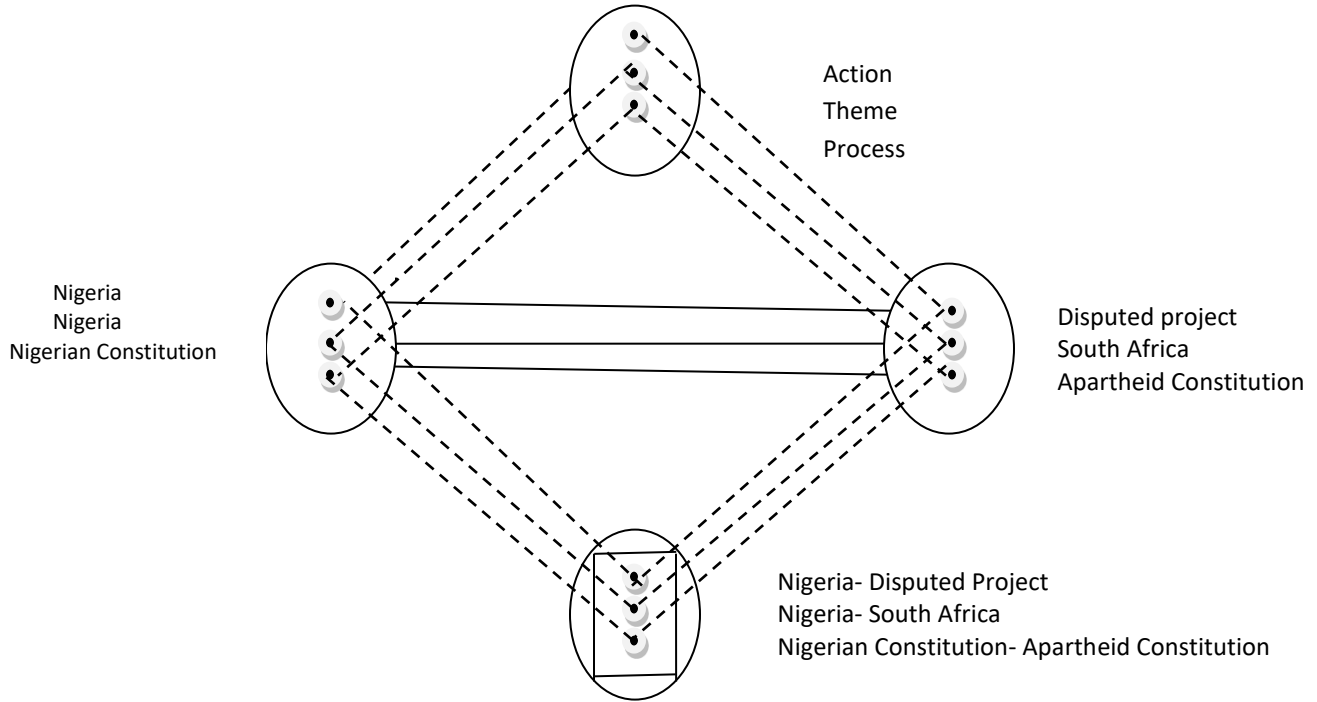 Action
Theme
Process
Nigeria
Nigeria
Nigerian Constitution
Disputed project
South Africa
Apartheid Constitution
Nigeria- Disputed Project
Nigeria- South Africa
Nigerian Constitution- Apartheid Constitution